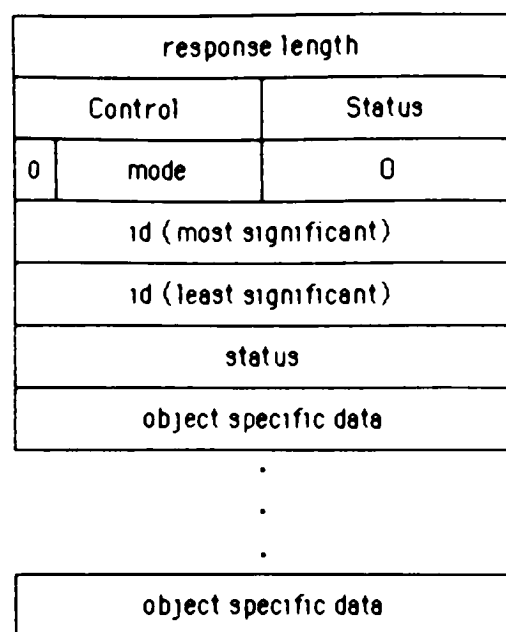 response length
Control Status
0 mode 0
id (most significant)
id (least significant)
status
object specific data
.
.
.
object specific data